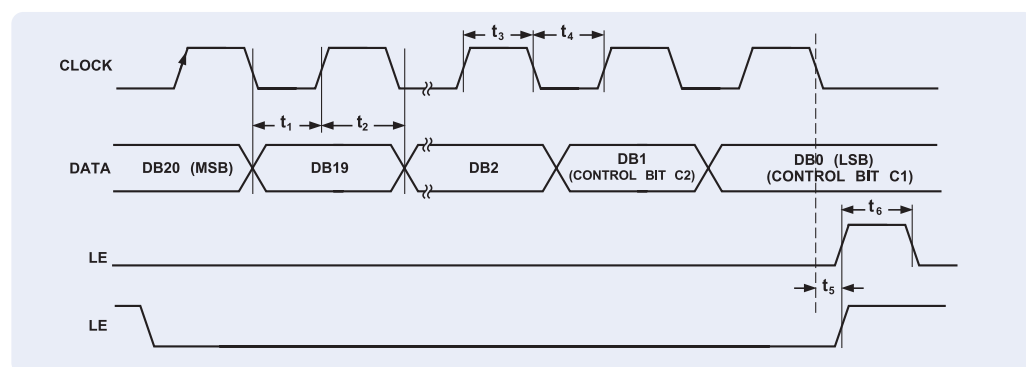 CLOCK
t3
t4
t1
t2
DATA
DB20 (MSB)
DB19
DB2
DB1
(CONTROL BIT C2)
DB0 (LSB)
(CONTROL BIT C1)
t6
LE
t5
LE